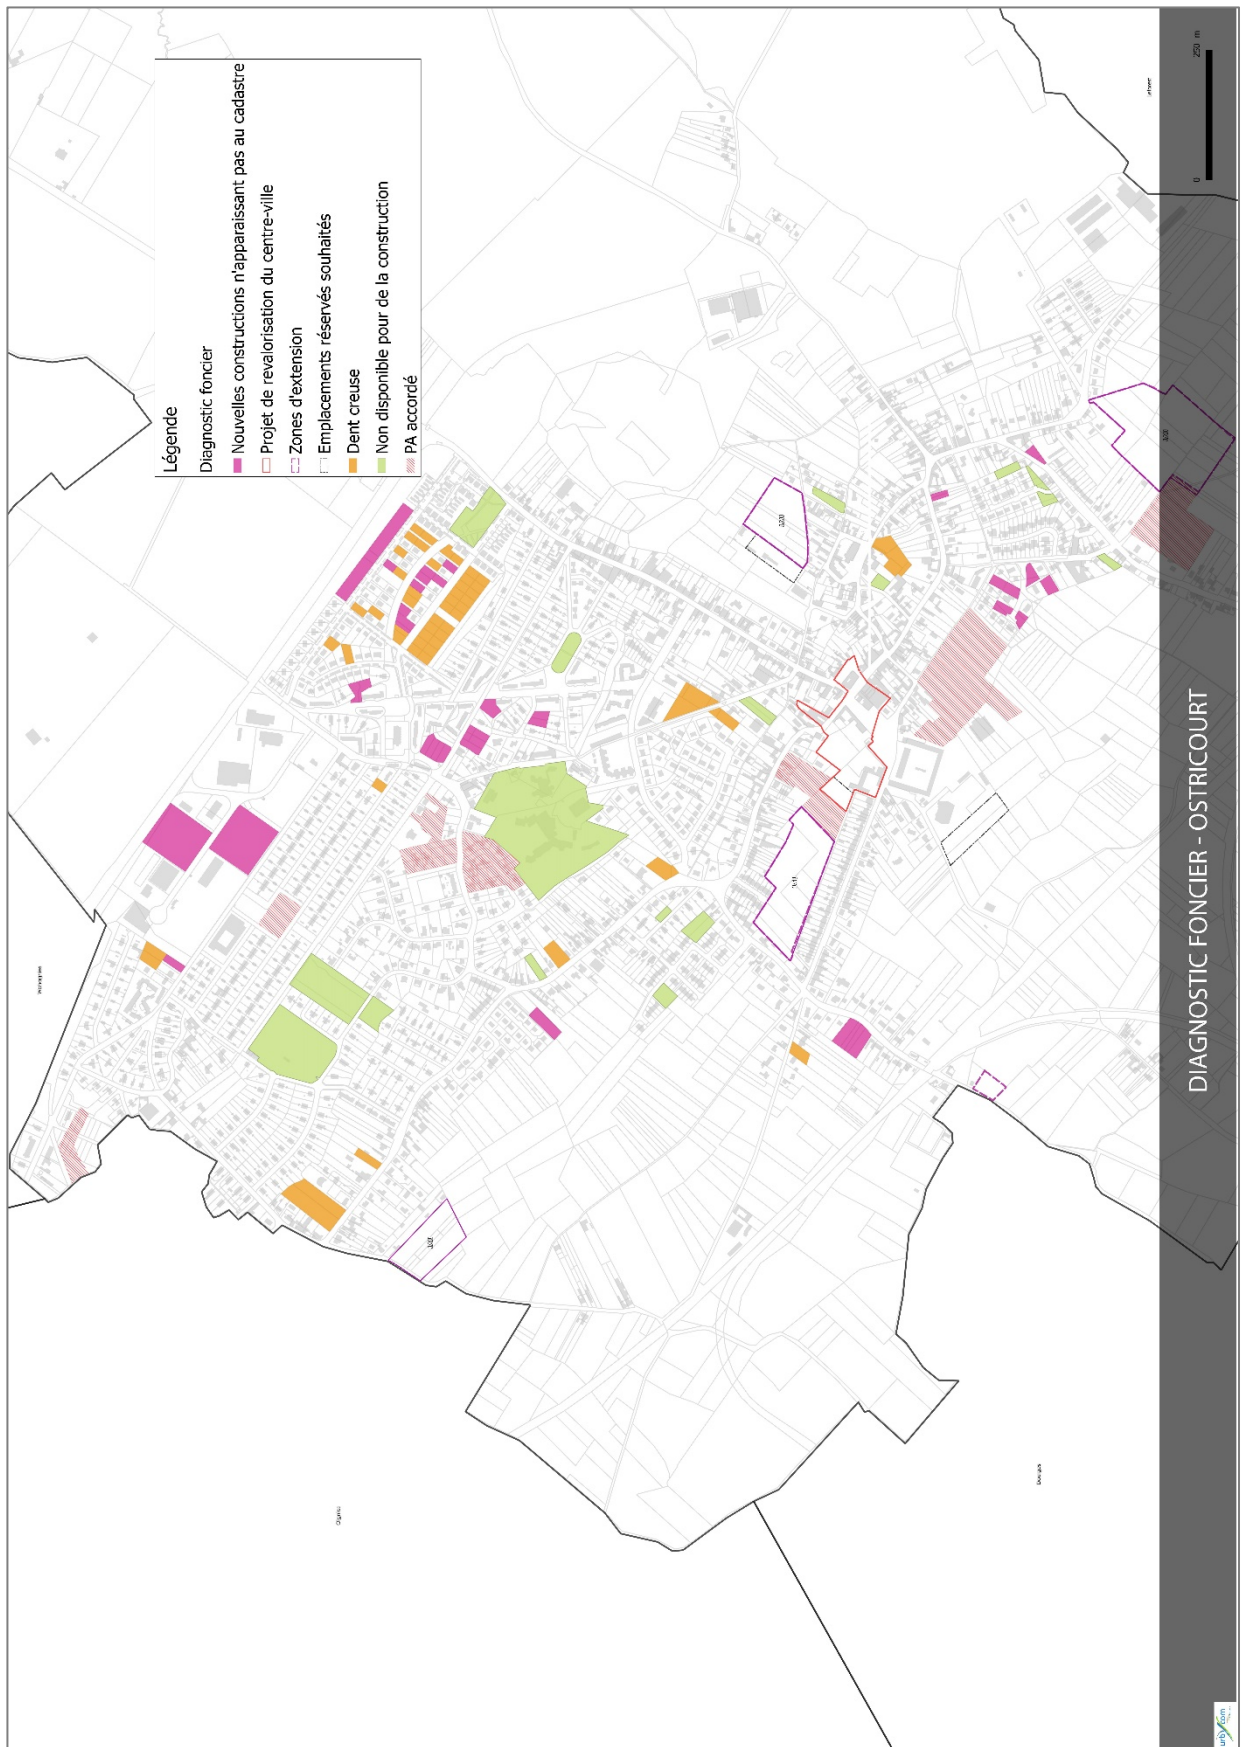 Légende
Diagnostic foncier
Nouvelles constructions n'apparaissant pas au cadastre
Projet de revalorisation du centre-ville
Zones d'extension
Emplacements réservés souhaités
Dent creuse
Non disponible pour de la construction
PA accordé
0 250 m
DIAGNOSTIC FONCIER - OSTRICOURT
urbycom